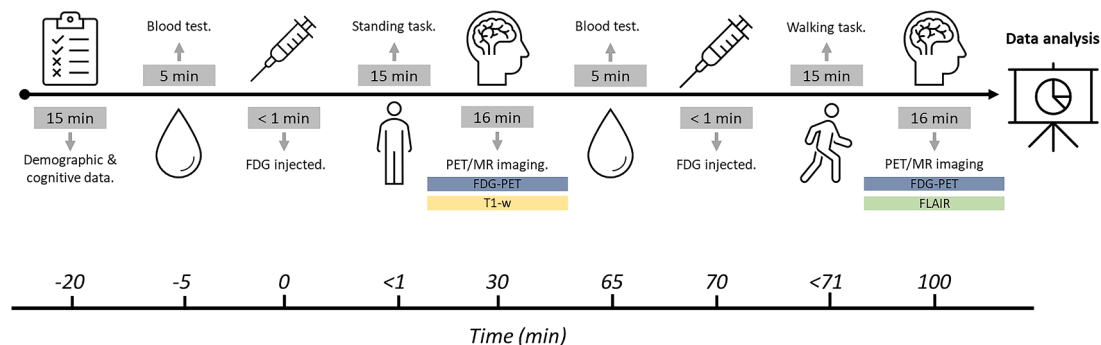 Blood test.
Standing task.
Blood test.
Walking task.
Data analysis
5 min
15 min
5 min
15 min
15 min
< 1 min
16 min
< 1 min
16 min
Demographic &
cognitive data.
FDG injected.
PET/MR imaging.
FDG injected.
PET/MR imaging
FDG-PET
FDG-PET
T1-w
FLAIR
-20
-5
0
<1
30
65
70
<71
100
Time (min)